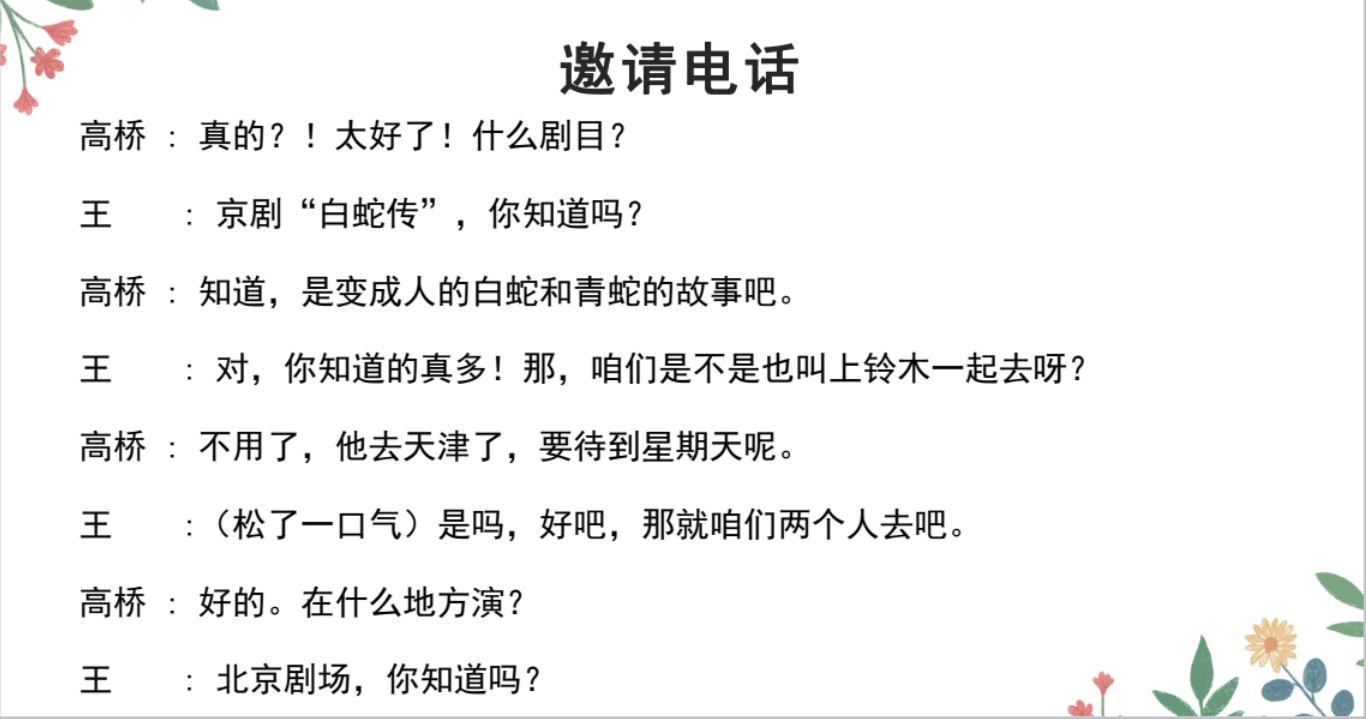 邀请电话
高桥 : 真的?! 太好了! 什么剧目?
王 : 京剧“白蛇传”, 你知道吗?
高桥 : 知道, 是变成人的白蛇和青蛇的故事吧。
王 : 对, 你知道的真多! 那, 咱们是不是也叫上铃木一起去呀?
高桥 : 不用了, 他去天津了, 要待到星期天呢。
王 :（松了一口气）是吗, 好吧, 那就咱们两个人去吧。
高桥 : 好的。在什么地方演?
王 : 北京剧场, 你知道吗?